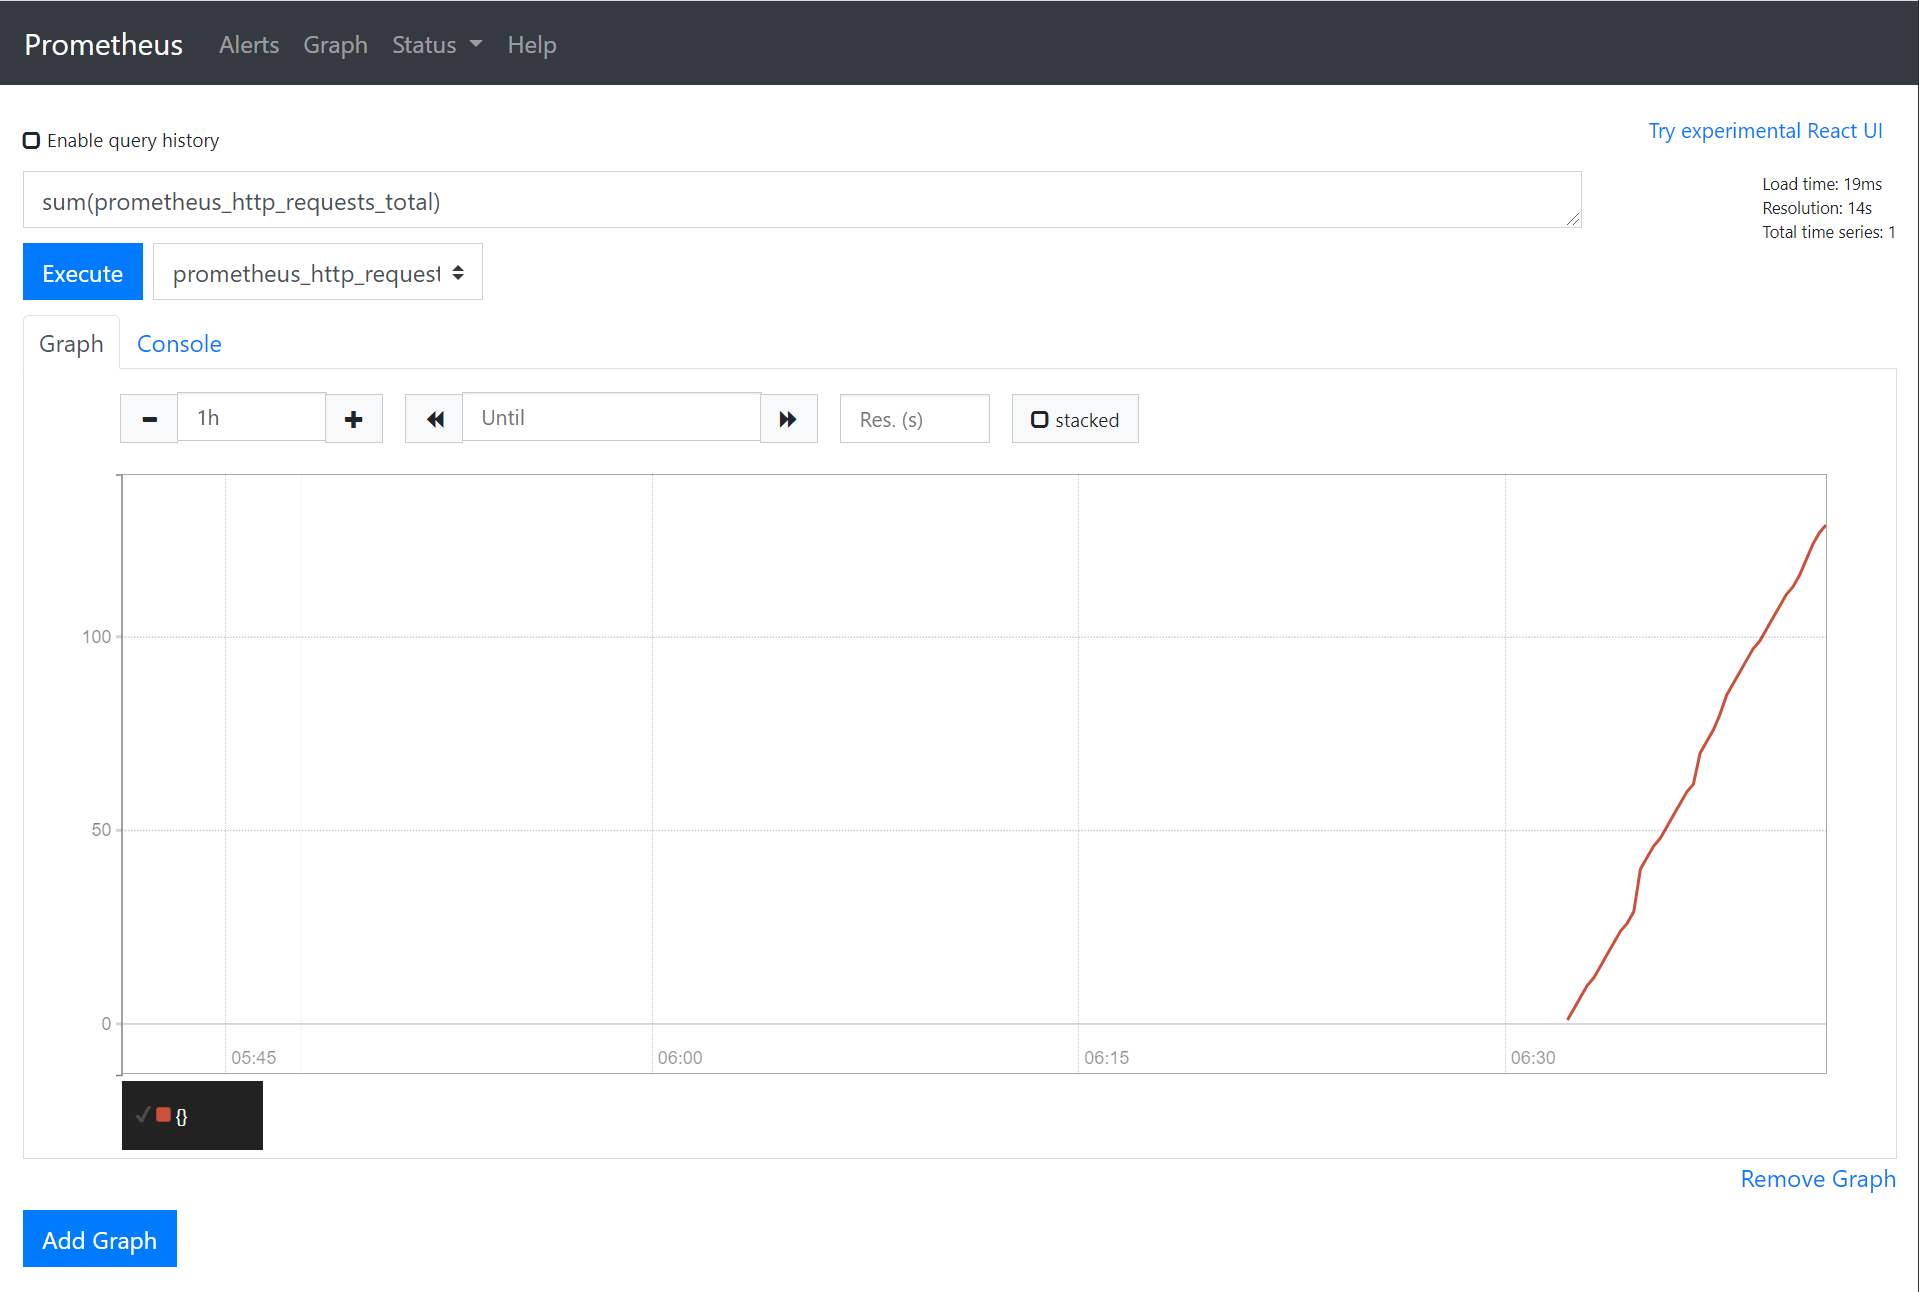 Prometheus Alerts Graph Status Help
Enable query history
Try experimental React UI
sum(prometheus_http_requests_total)
Load time: 19ms
Resolution: 14s
Total time series: 1
Execute prometheus_http_request
Graph Console
1h Until Res. (s) stacked
100
50
0
05:45 06:00 06:15 06:30
{}
Remove Graph
Add Graph